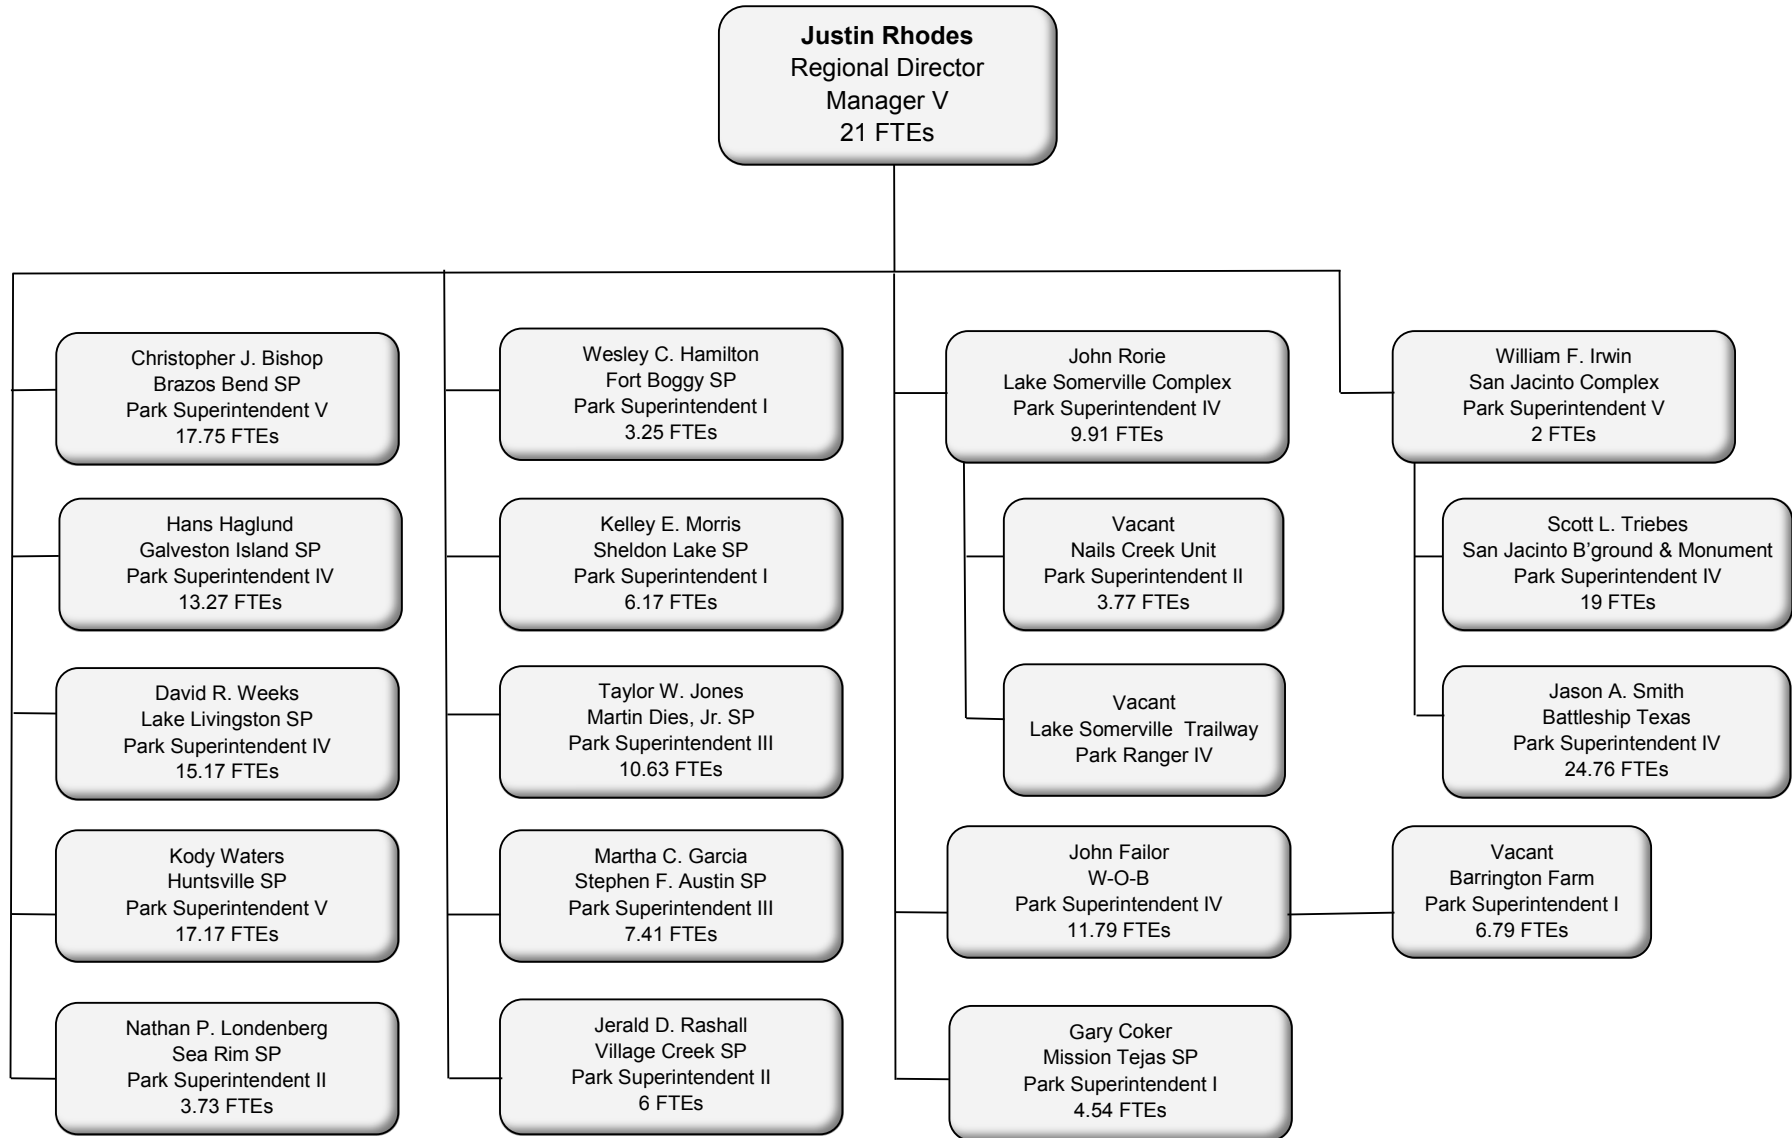 Justin Rhodes
Regional Director
Manager V
21 FTEs
Christopher J. Bishop
Brazos Bend SP
Park Superintendent V
17.75 FTEs
Hans Haglund
Galveston Island SP
Park Superintendent IV
13.27 FTEs
David R. Weeks
Lake Livingston SP
Park Superintendent IV
15.17 FTEs
Kody Waters
Huntsville SP
Park Superintendent V
17.17 FTEs
Nathan P. Londenberg
Sea Rim SP
Park Superintendent II
3.73 FTEs
Wesley C. Hamilton
Fort Boggy SP
Park Superintendent I
3.25 FTEs
Kelley E. Morris
Sheldon Lake SP
Park Superintendent I
6.17 FTEs
Taylor W. Jones
Martin Dies, Jr. SP
Park Superintendent III
10.63 FTEs
Martha C. Garcia
Stephen F. Austin SP
Park Superintendent III
7.41 FTEs
Jerald D. Rashall
Village Creek SP
Park Superintendent II
6 FTEs
John Rorie
Lake Somerville Complex
Park Superintendent IV
9.91 FTEs
Vacant
Nails Creek Unit
Park Superintendent II
3.77 FTEs
Vacant
Lake Somerville Trailway
Park Ranger IV
John Failor
W-O-B
Park Superintendent IV
11.79 FTEs
Vacant
Barrington Farm
Park Superintendent I
6.79 FTEs
Gary Coker
Mission Tejas SP
Park Superintendent I
4.54 FTEs
William F. Irwin
San Jacinto Complex
Park Superintendent V
2 FTEs
Scott L. Triebes
San Jacinto B'ground & Monument
Park Superintendent IV
19 FTEs
Jason A. Smith
Battleship Texas
Park Superintendent IV
24.76 FTEs